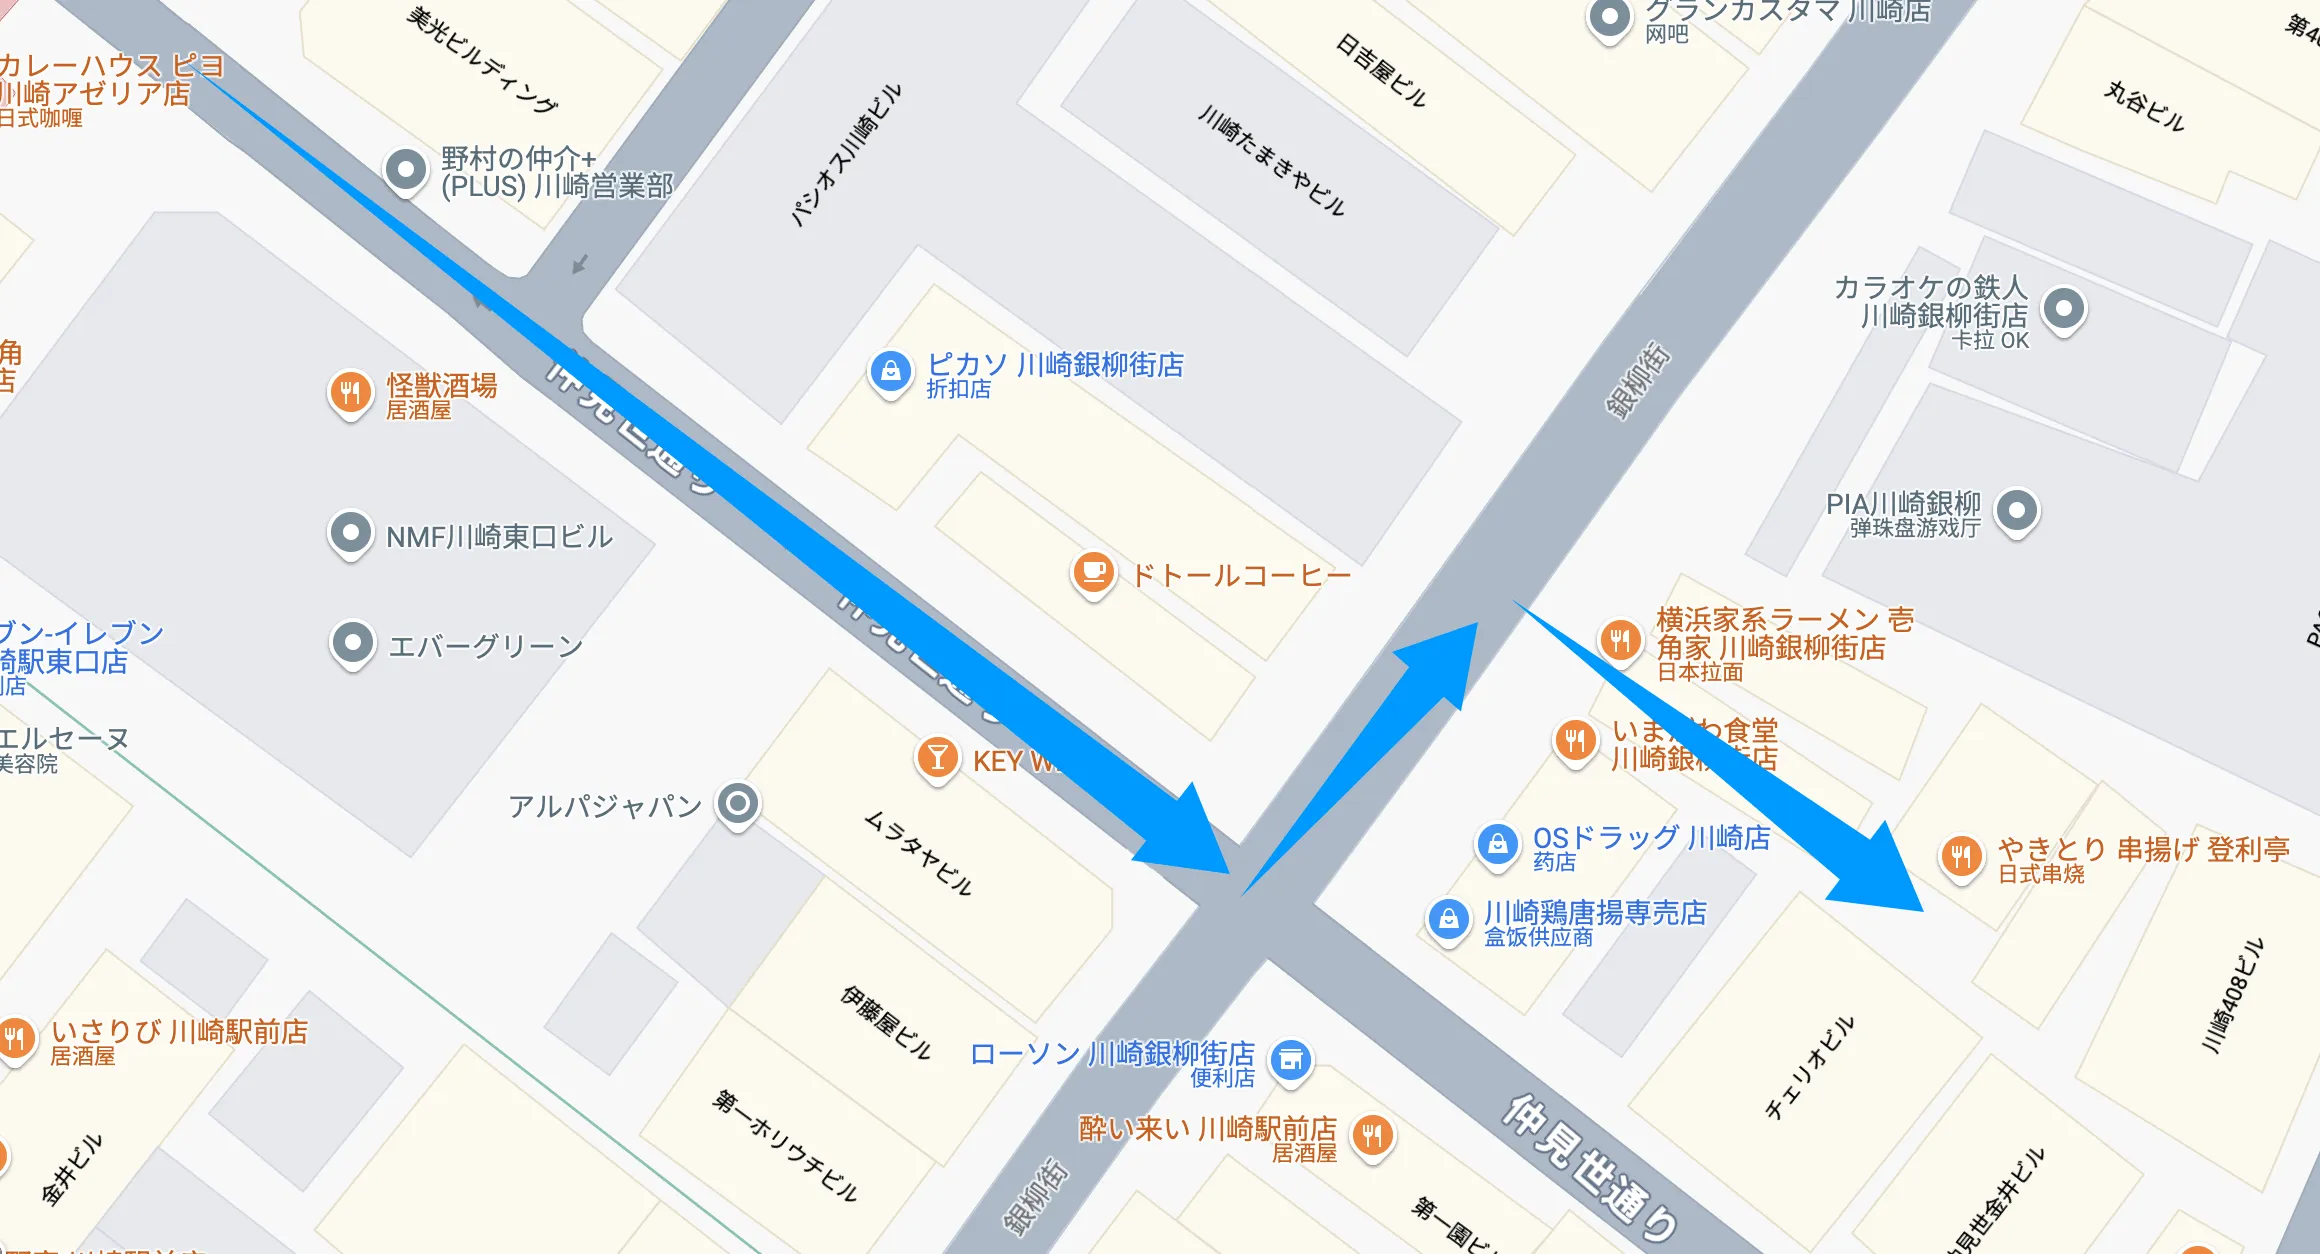 美光ビルディング
グランカスタマ 川崎店
网吧
カレーハウス ピヨ
川崎アゼリア店
日式咖喱
日吉屋ビル
丸谷ビル
パシオス川崎ビル
川崎たまきやビル
野村の仲介+
(PLUS) 川崎営業部
カラオケの鉄人
川崎銀柳街店
卡拉 OK
角
店
怪獣酒場
居酒屋
ピカソ 川崎銀柳街店
折扣店
銀柳街
仲見世通り
PIA川崎銀柳
弹珠盘游戏厅
NMF川崎東口ビル
ドトールコーヒー
仲見世通り
横浜家系ラーメン 壱
角家 川崎銀柳街店
日本拉面
ブン-イレブン
崎駅東口店
エバーグリーン
エルセーヌ
美容院
KEY W
いまがわ食堂
川崎銀柳街店
アルパジャパン
ムラタヤビル
OSドラッグ 川崎店
药店
やきとり 串揚げ 登利亭
日式串烧
川崎鶏唐揚専売店
盒饭供应商
川崎408ビル
伊藤屋ビル
いさりび 川崎駅前店
居酒屋
ローソン 川崎銀柳街店
便利店
チェリオビル
酔い来い 川崎駅前店
居酒屋
仲見世通り
第一ホリウチビル
金井ビル
銀柳街
第一園ビ
見世金井ビル